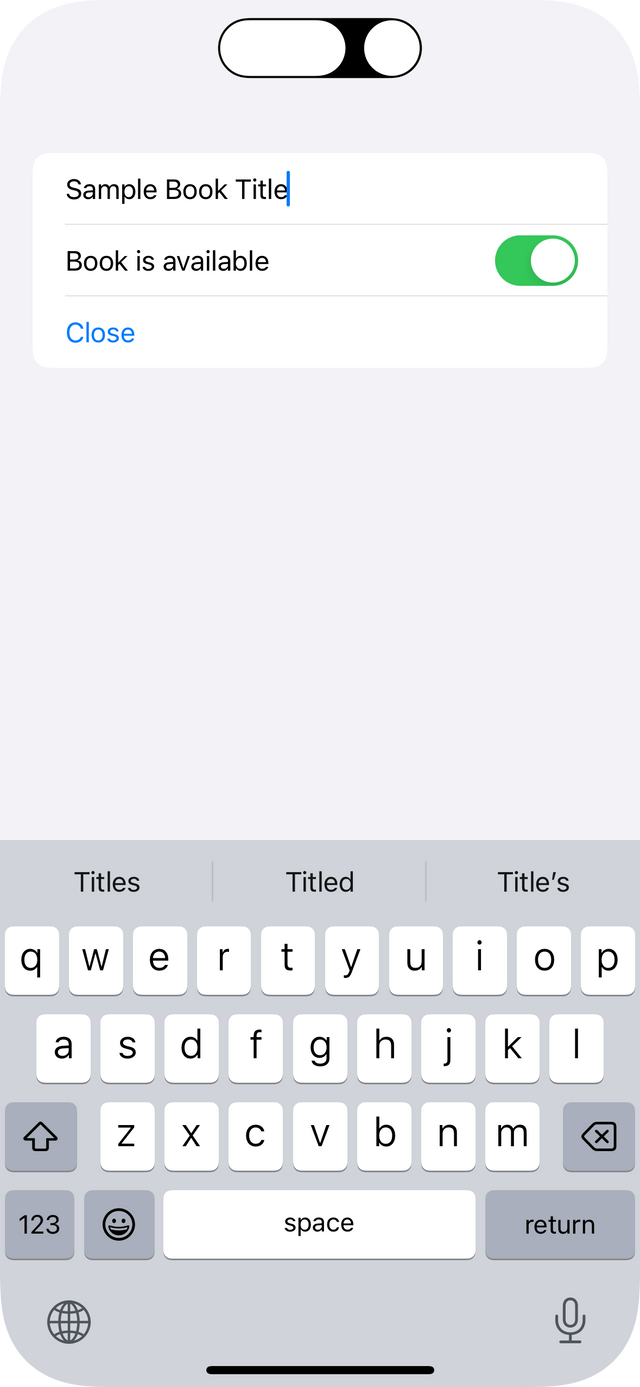 Sample Book Title
Book is available
Close
Titles Titled Title’s
q w e r t y u i o p
a s d f g h j k l
z x c v b n m
123 space return